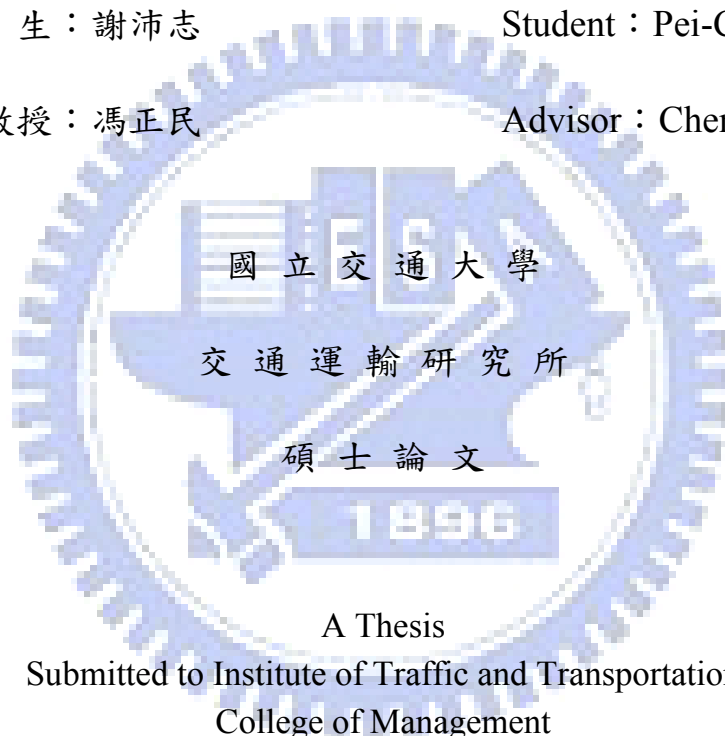 生：謝沛志 Student：Pei-C
教授：馮正民 Advisor：Cher
國立交通大學
交通運輸研究所
碩士論文
1896
A Thesis
Submitted to Institute of Traffic and Transportation
College of Management